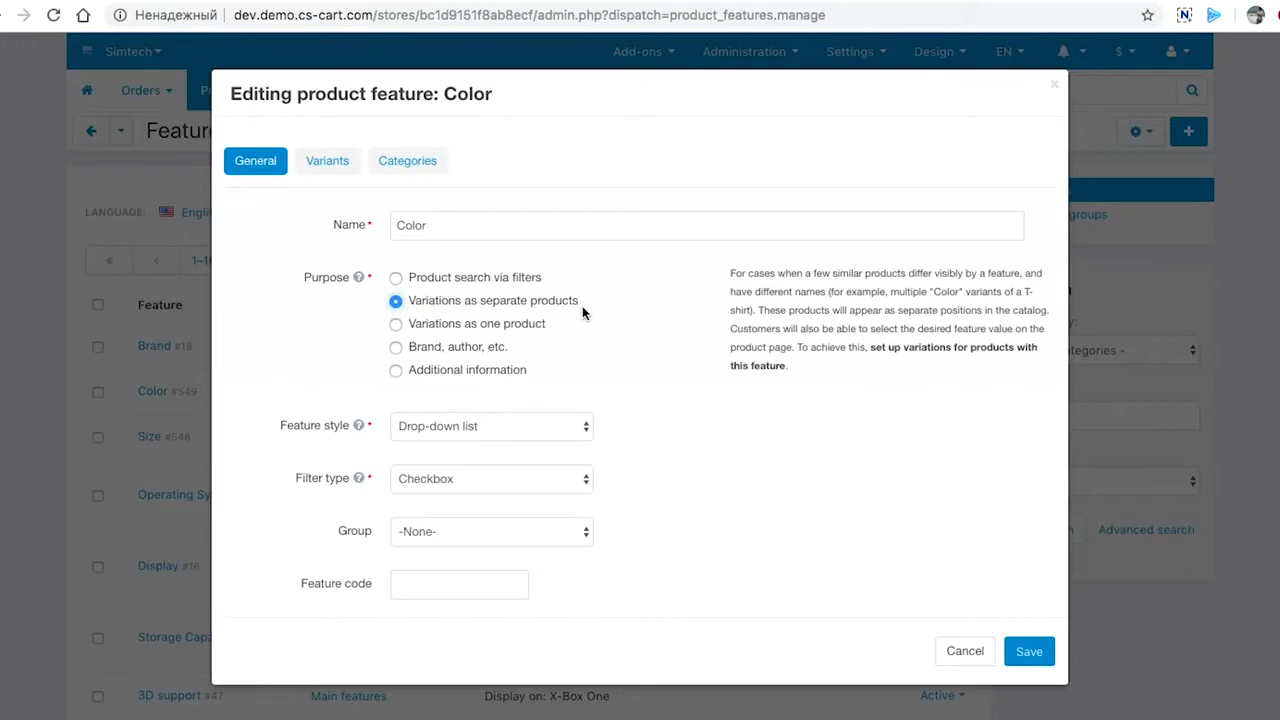 Ненадежный dev.demo.cs-cart.com/stores/bc1d9151f8ab8ecf/admin.php?dispatch=product_features.manage
Simtech Add-ons Administration Settings Design EN $
Orders
Editing product feature: Color
General Variants Categories
LANGUAGE:
Name *
Color
Purpose ? *
Product search via filters
Variations as separate products
Variations as one product
Brand, author, etc.
Additional information
For cases when a few similar products differ visibly by a feature, and
have different names (for example, multiple "Color" variants of a T-
shirt). These products will appear as separate positions in the catalog.
Customers will also be able to select the desired feature value on the
product page. To achieve this, set up variations for products with
this feature.
Feature style ? *
Drop-down list
Filter type ? *
Checkbox
Group
-None-
Feature code
Cancel Save
groups
Feature
Brand #18
Color #549
Size #548
Display #16
3D support #47 Main features Display on: X-Box One Active
Advanced search